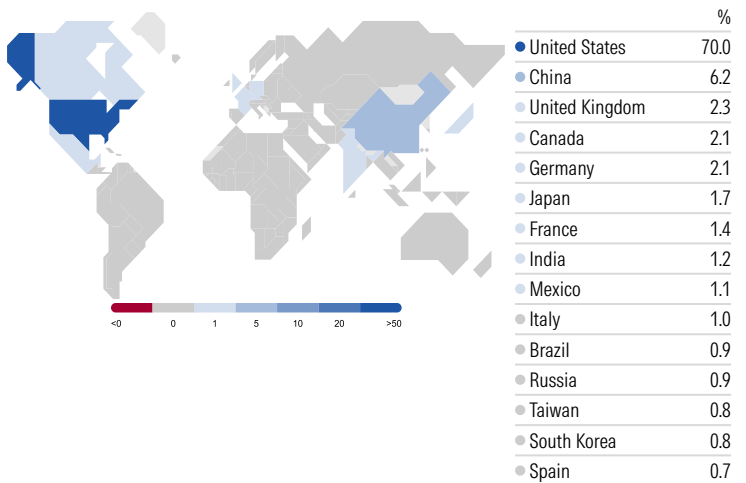 %
United States 70.0
China 6.2
United Kingdom 2.3
Canada 2.1
Germany 2.1
Japan 1.7
France 1.4
India 1.2
Mexico 1.1
Italy 1.0
Brazil 0.9
Russia 0.9
Taiwan 0.8
South Korea 0.8
Spain 0.7
<0 0 1 5 10 20 >50